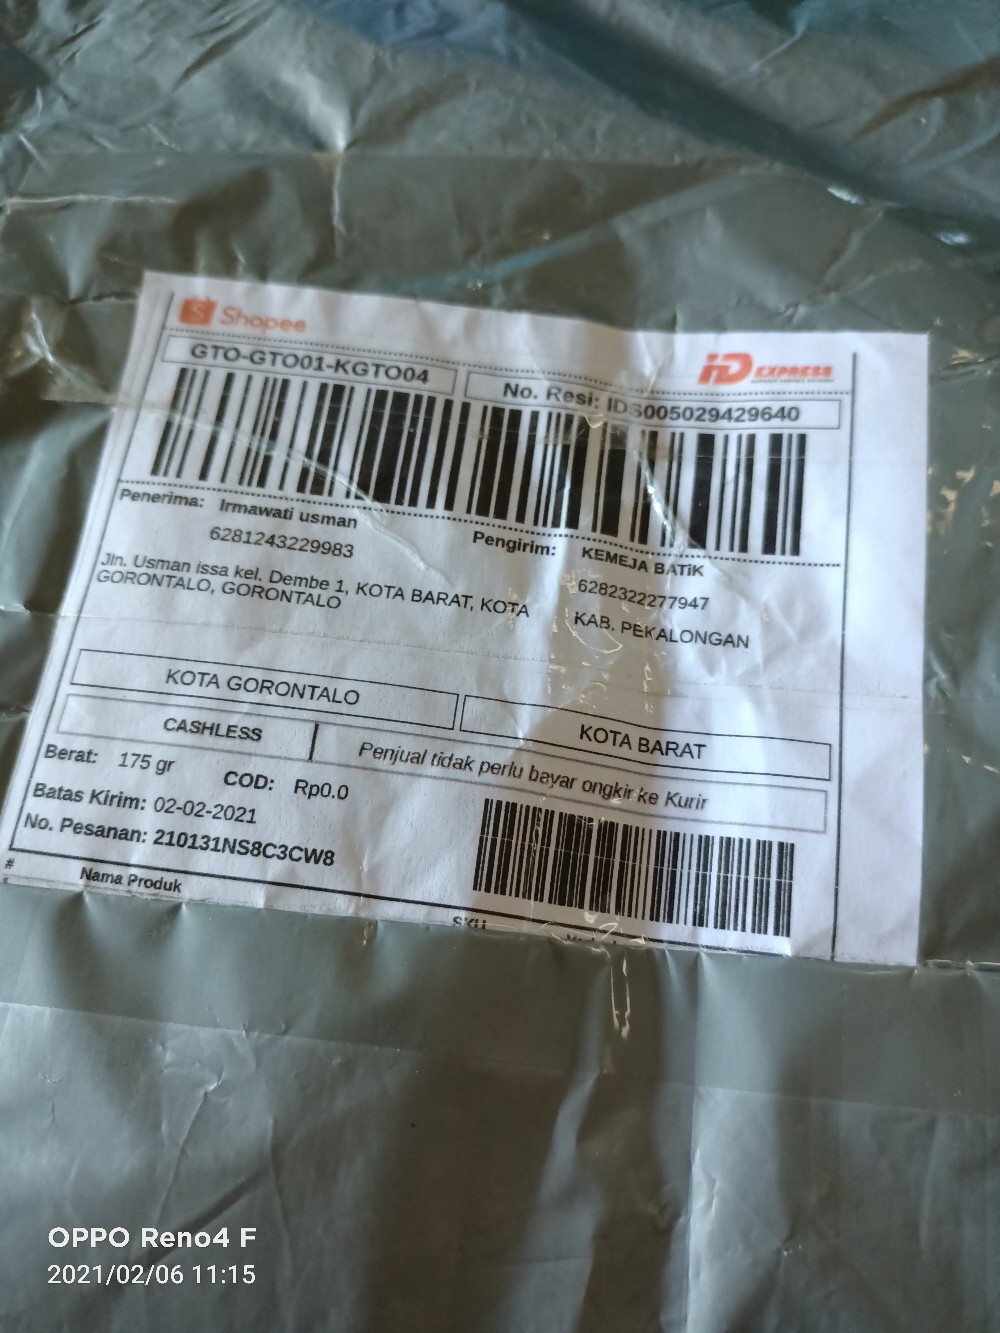 Shopee
iD EXPRESS
GTO-GTO01-KGTO04
No. Resi: IDS005029429640
Penerima: Irmawati usman
6281243229983
Jln. Usman issa kel. Dembe 1, KOTA BARAT, KOTA
GORONTALO, GORONTALO
Pengirim: KEMEJA BATiK
6282322277947
KAB. PEKALONGAN
KOTA GORONTALO
KOTA BARAT
CASHLESS
Penjual tidak perlu bayar ongkir ke Kurir
Berat: 175 gr
COD: Rp0.0
Batas Kirim: 02-02-2021
No. Pesanan: 210131NS8C3CW8
# Nama Produk
SKU
OPPO Reno4 F
2021/02/06 11:15